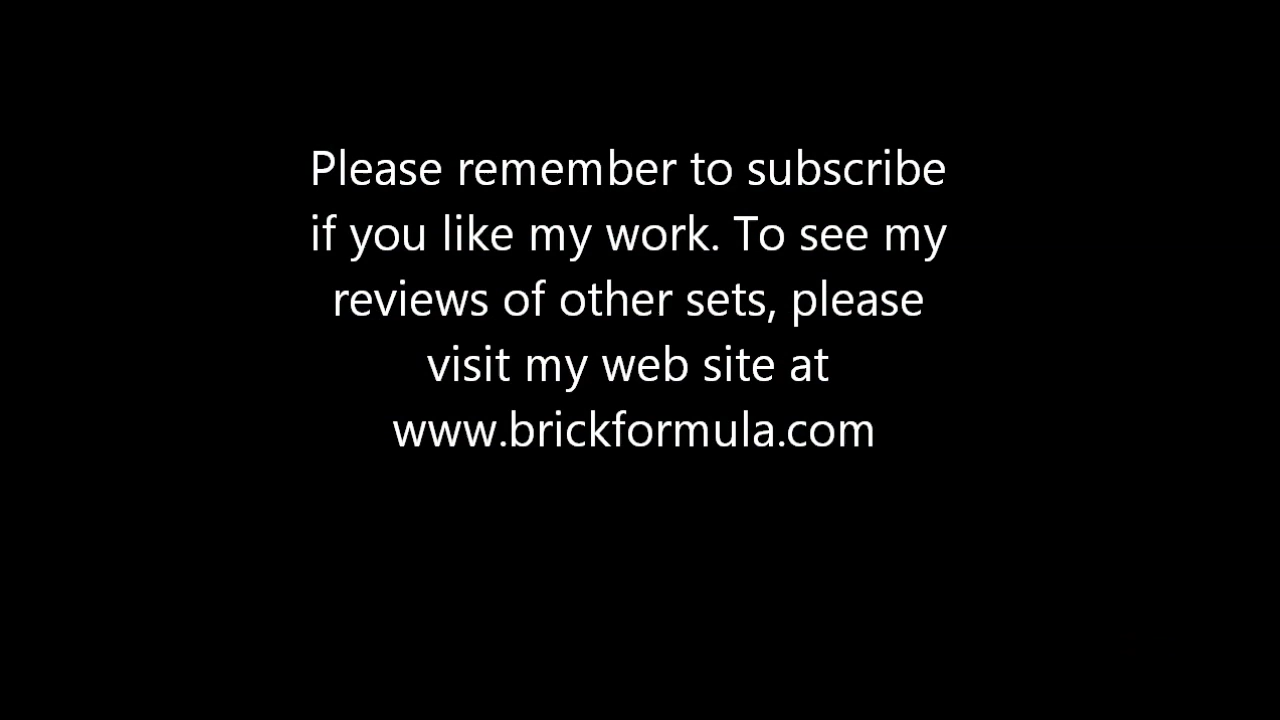 Please remember to subscribe
if you like my work. To see my
reviews of other sets, please
visit my web site at
www.brickformula.com